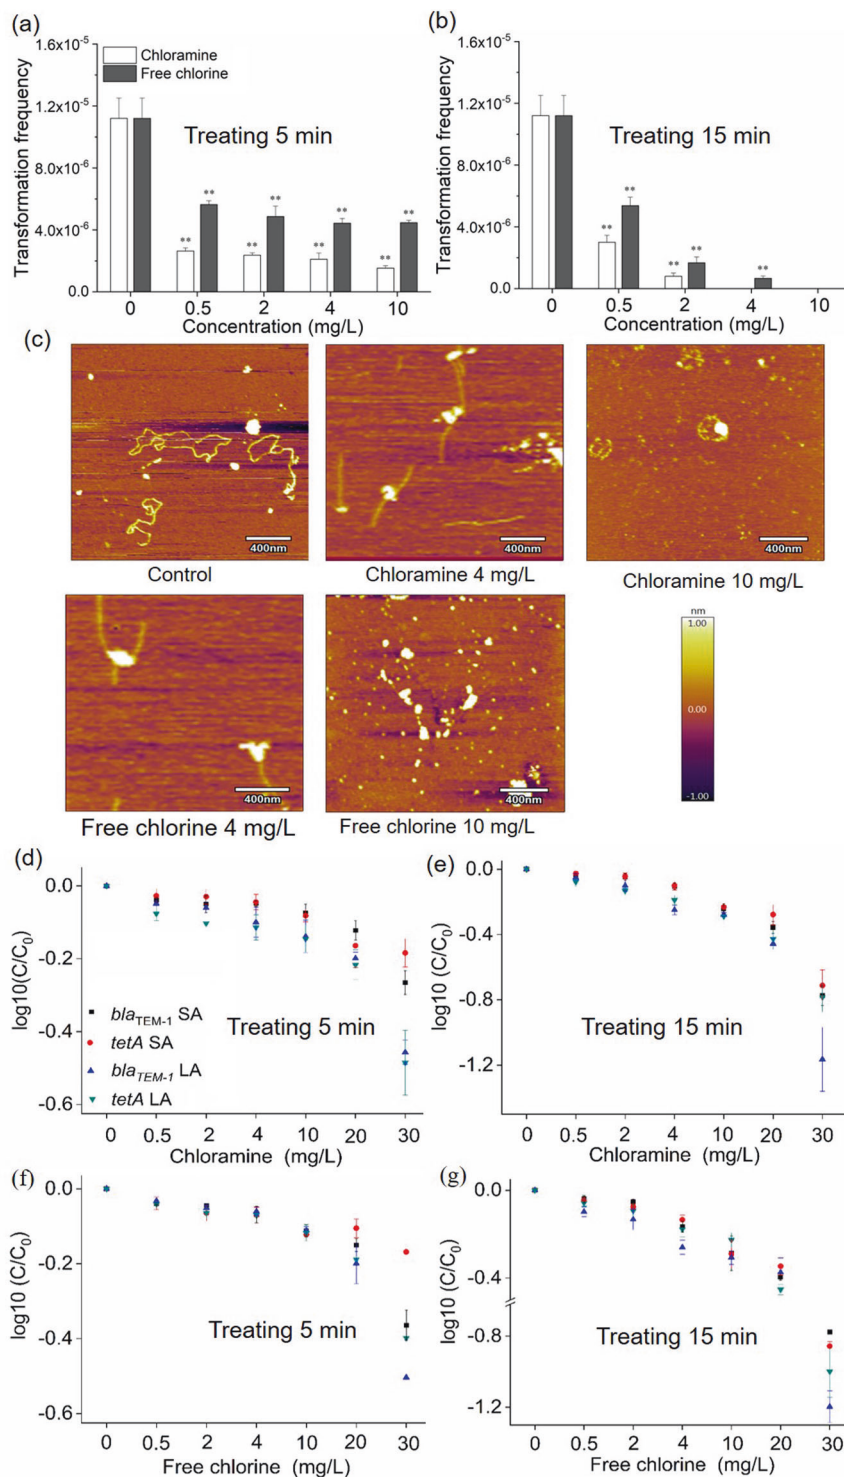 (a)
1.6x10⁻⁵
1.2x10⁻⁵
8.0x10⁻⁶
4.0x10⁻⁶
0.0
Transformation frequency
Chloramine
Free chlorine
Treating 5 min
** ** ** ** ** ** ** **
0 0.5 2 4 10
Concentration (mg/L)
(b)
1.6x10⁻⁵
1.2x10⁻⁵
8.0x10⁻⁶
4.0x10⁻⁶
0.0
Transformation frequency
Treating 15 min
** ** ** ** **
0 0.5 2 4 10
Concentration (mg/L)
(c)
400nm
Control
400nm
Chloramine 4 mg/L
400nm
Chloramine 10 mg/L
400nm
Free chlorine 4 mg/L
400nm
Free chlorine 10 mg/L
nm
1.00
0.00
-1.00
(d)
0.0
-0.2
-0.4
-0.6
log10(C/C₀)
bla_TEM-1 SA
tetA SA
bla_TEM-1 LA
tetA LA
Treating 5 min
0 0.5 2 4 10 20 30
Chloramine (mg/L)
(e)
0.0
-0.4
-0.8
-1.2
log10 (C/C₀)
Treating 15 min
0 0.5 2 4 10 20 30
Chloramine (mg/L)
(f)
0.0
-0.2
-0.4
-0.6
log10 (C/C₀)
Treating 5 min
0 0.5 2 4 10 20 30
Free chlorine (mg/L)
(g)
0.0
-0.4
-0.8
-1.2
log10 (C/C₀)
Treating 15 min
0 0.5 2 4 10 20 30
Free chlorine (mg/L)